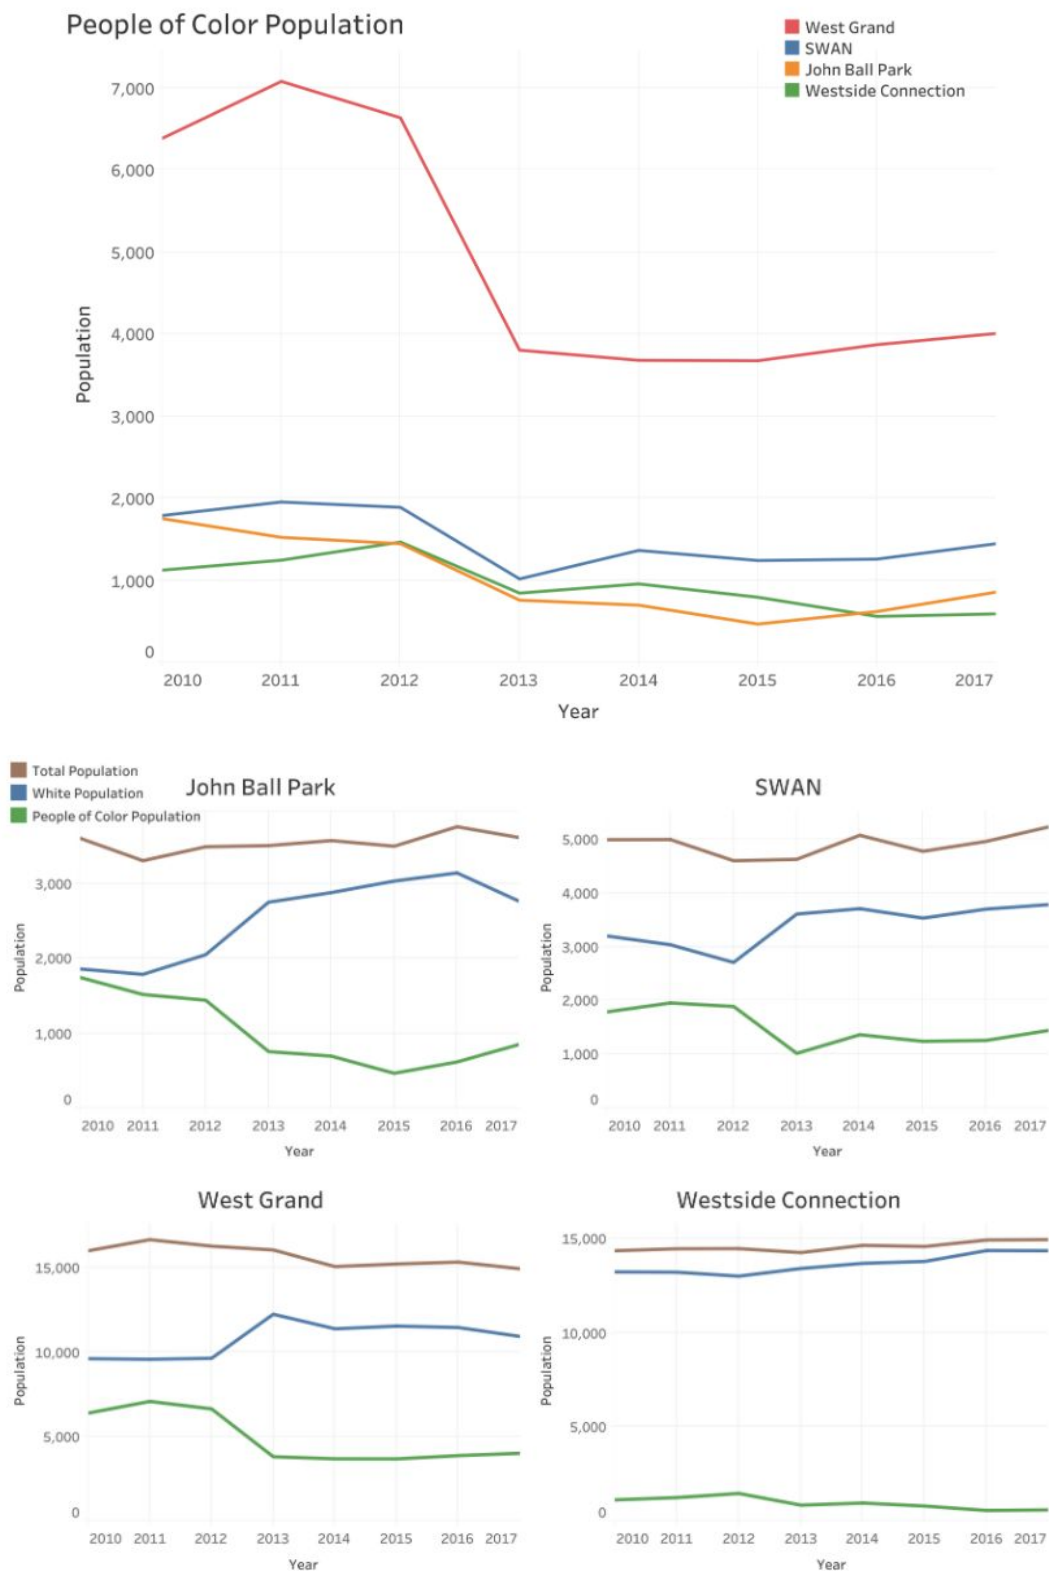 People of Color Population
West Grand
SWAN
John Ball Park
Westside Connection
7,000
6,000
5,000
4,000
3,000
2,000
1,000
0
Population
2010 2011 2012 2013 2014 2015 2016 2017
Year
Total Population
White Population
People of Color Population
John Ball Park
3,000
2,000
1,000
0
Population
2010 2011 2012 2013 2014 2015 2016 2017
Year
SWAN
5,000
4,000
3,000
2,000
1,000
0
Population
2010 2011 2012 2013 2014 2015 2016 2017
Year
West Grand
15,000
10,000
5,000
0
Population
2010 2011 2012 2013 2014 2015 2016 2017
Year
Westside Connection
15,000
10,000
5,000
0
Population
2010 2011 2012 2013 2014 2015 2016 2017
Year